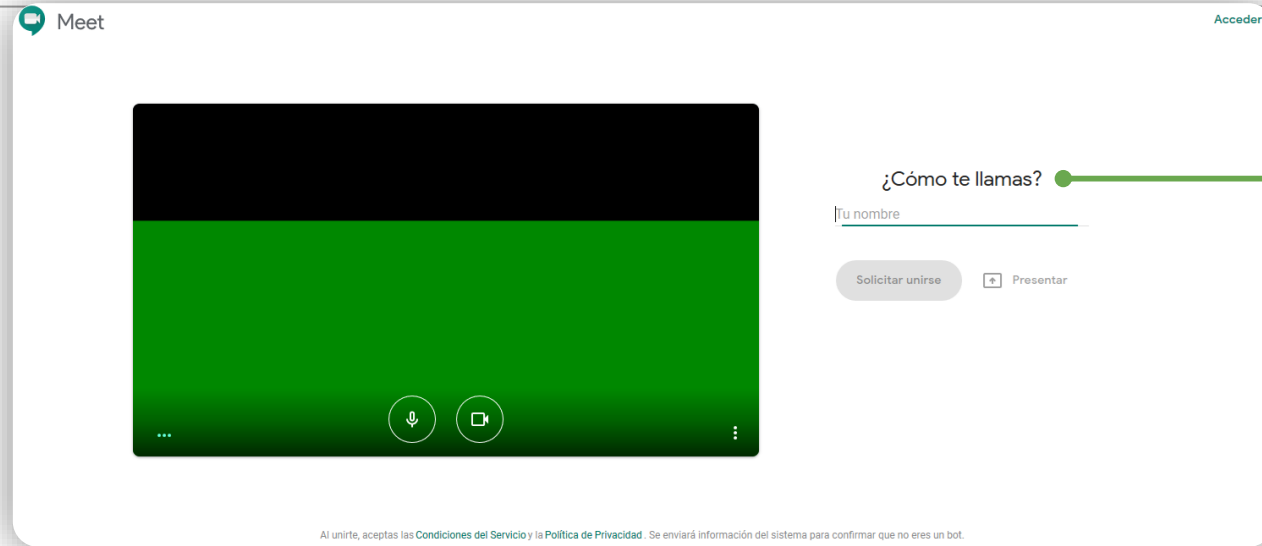 Meet
Acceder
¿Cómo te llamas?
Tu nombre
Solicitar unirse
Presentar
Al unirte, aceptas las Condiciones del Servicio y la Política de Privacidad. Se enviará información del sistema para confirmar que no eres un bot.